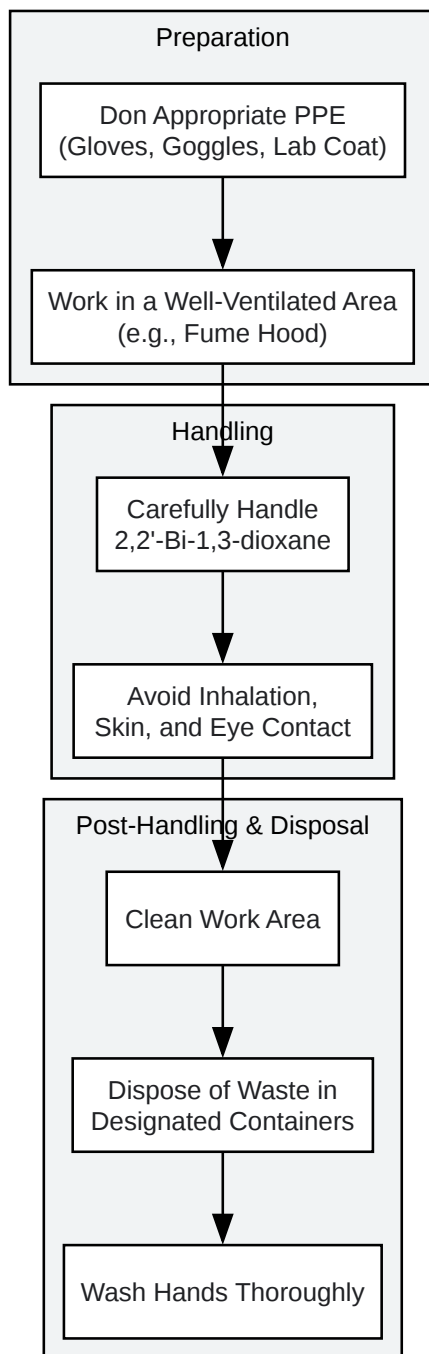 Preparation
Don Appropriate PPE
(Gloves, Goggles, Lab Coat)
Work in a Well-Ventilated Area
(e.g., Fume Hood)
Handling
Carefully Handle
2,2'-Bi-1,3-dioxane
Avoid Inhalation,
Skin, and Eye Contact
Post-Handling & Disposal
Clean Work Area
Dispose of Waste in
Designated Containers
Wash Hands Thoroughly